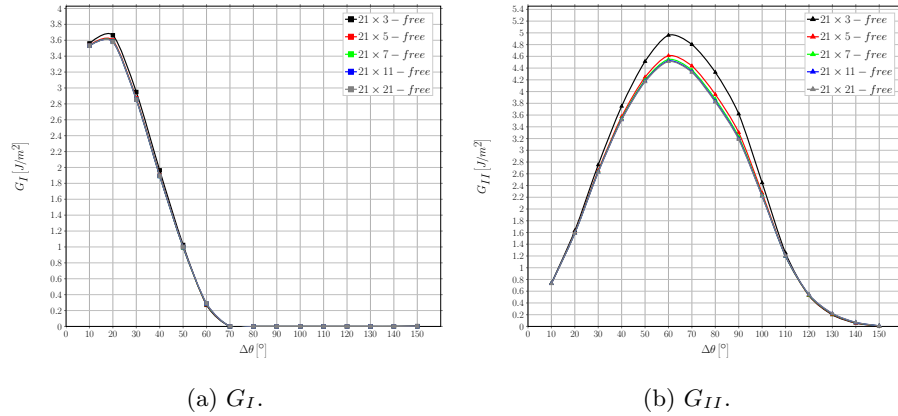 4
3.8
3.6
3.4
3.2
3
2.8
2.6
2.4
2.2
2
1.8
1.6
1.4
1.2
1
0.8
0.6
0.4
0.2
0
G_I [J/m²]
10 20 30 40 50 60 70 80 90 100 110 120 130 140 150
Δθ [°]
21 × 3 − free
21 × 5 − free
21 × 7 − free
21 × 11 − free
21 × 21 − free
(a) G_I.
5.4
5.2
5
4.8
4.6
4.4
4.2
4
3.8
3.6
3.4
3.2
3
2.8
2.6
2.4
2.2
2
1.8
1.6
1.4
1.2
1
0.8
0.6
0.4
0.2
0
G_{II} [J/m²]
10 20 30 40 50 60 70 80 90 100 110 120 130 140 150
Δθ [°]
21 × 3 − free
21 × 5 − free
21 × 7 − free
21 × 11 − free
21 × 21 − free
(b) G_{II}.